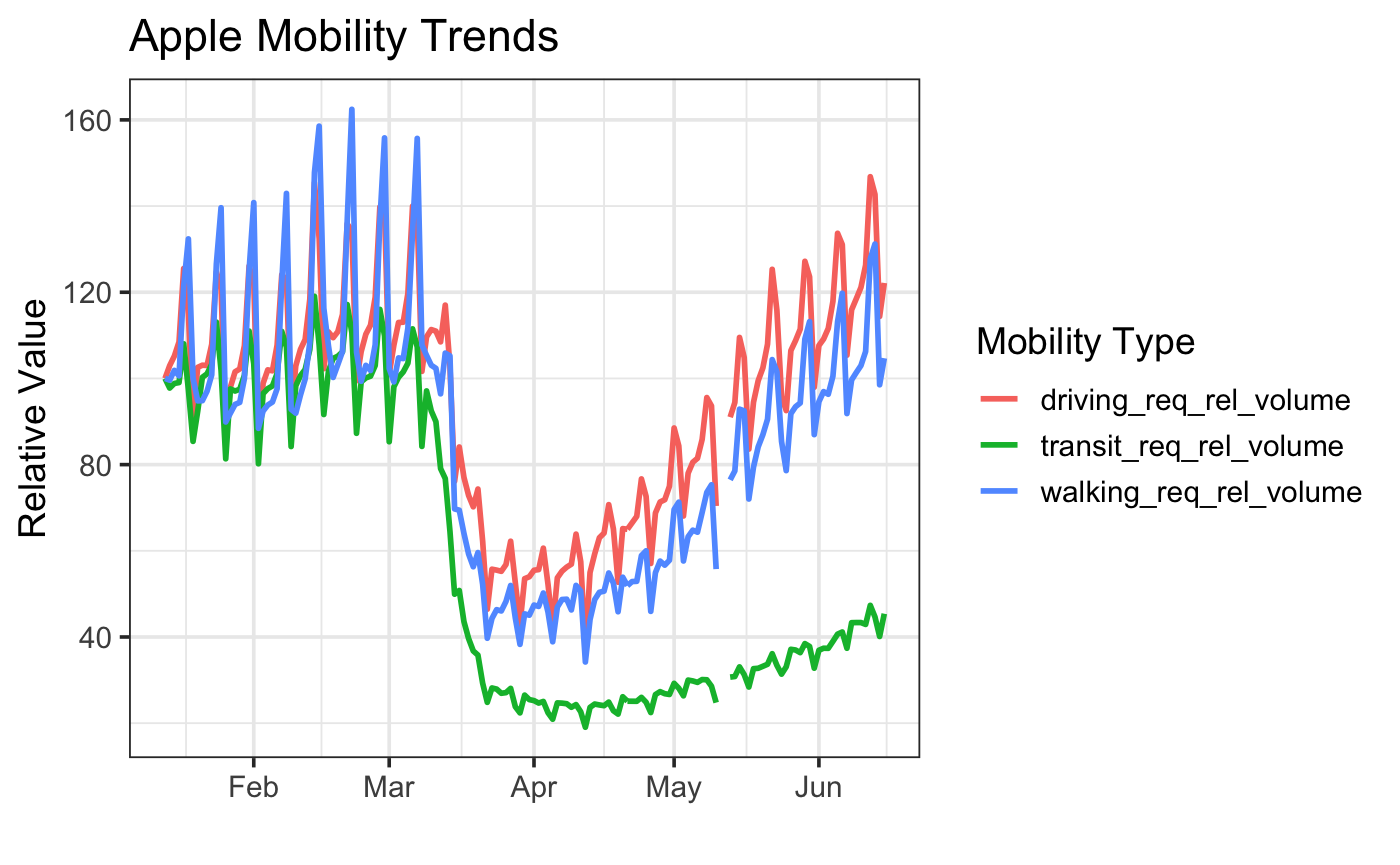 Apple Mobility Trends
Relative Value
160
120
80
40
Feb
Mar
Apr
May
Jun
Mobility Type
driving_req_rel_volume
transit_req_rel_volume
walking_req_rel_volume